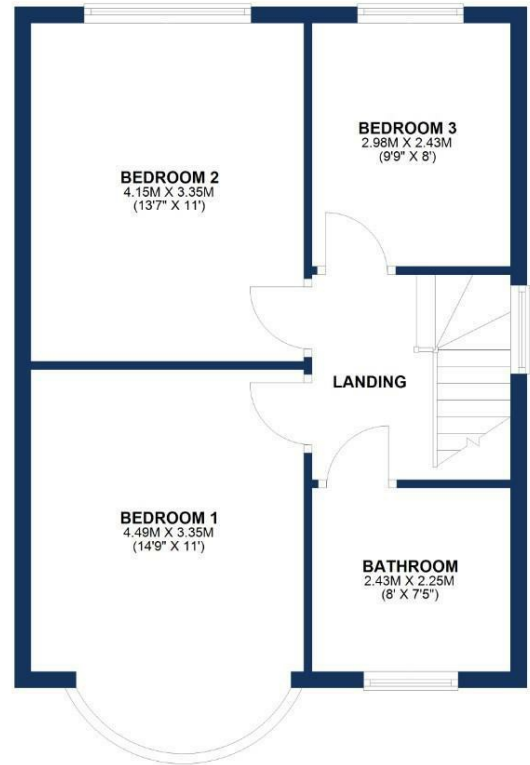 BEDROOM 2
4.15M X 3.35M
(13'7" X 11')
BEDROOM 3
2.98M X 2.43M
(9'9" X 8')
LANDING
BEDROOM 1
4.49M X 3.35M
(14'9" X 11')
BATHROOM
2.43M X 2.25M
(8' X 7'5")